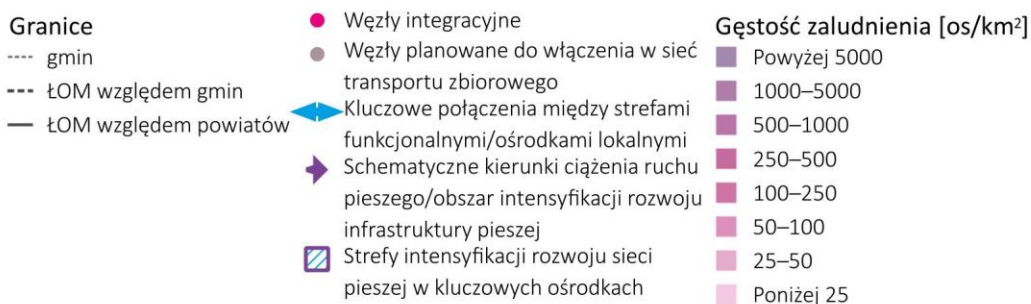 Granice
gmin
ŁOM względem gmin
ŁOM względem powiatów
Węzły integracyjne
Węzły planowane do włączenia w sieć
transportu zbiorowego
Kluczowe połączenia między strefami
funkcjonalnymi/ośrodkami lokalnymi
Schematyczne kierunki ciążenia ruchu
pieszego/obszar intensyfikacji rozwoju
infrastruktury pieszej
Strefy intensyfikacji rozwoju sieci
pieszej w kluczowych ośrodkach
Gęstość zaludnienia [os/km²]
Powyżej 5000
1000–5000
500–1000
250–500
100–250
50–100
25–50
Poniżej 25